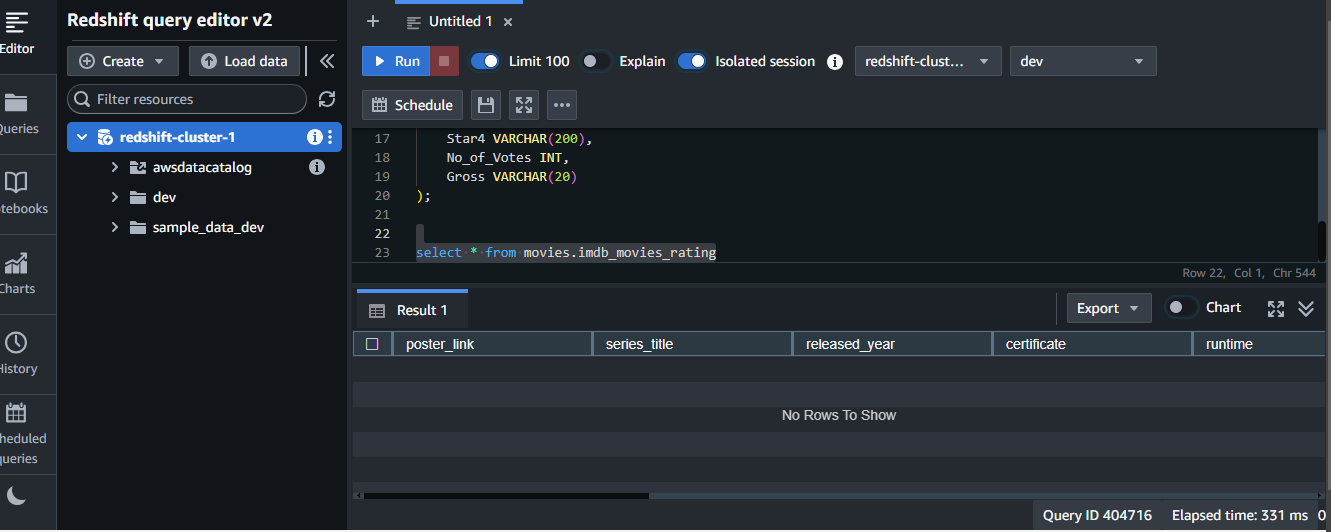 Redshift query editor v2
Editor
Create
Load data
Filter resources
redshift-cluster-1
awsdatacatalog
dev
sample_data_dev
Queries
tebooks
Charts
History
heduled
queries
Untitled 1
Run
Limit 100
Explain
Isolated session
redshift-clust...
dev
Schedule
17 Star4 VARCHAR(200),
18 No_of_Votes INT,
19 Gross VARCHAR(20)
20 );
21
22
23 select * from movies.imdb_movies_rating
Row 22, Col 1, Chr 544
Result 1
Export
Chart
poster_link series_title released_year certificate runtime
No Rows To Show
Query ID 404716 Elapsed time: 331 ms